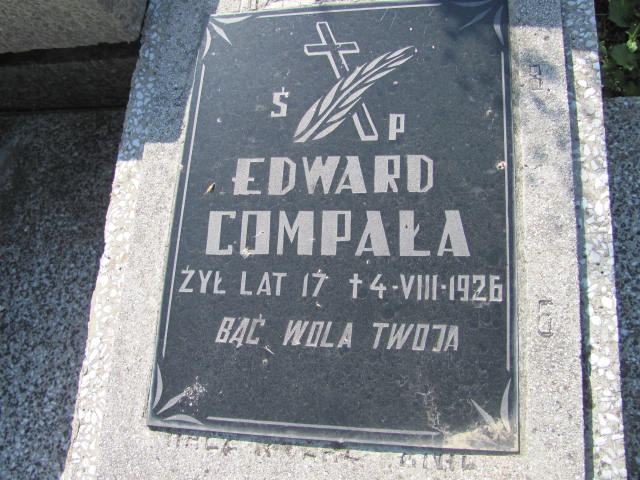 Ś P
EDWARD
COMPAŁA
ŻYŁ LAT 17 † 4-VIII-1926
BĄĆ WOLA TWOJA